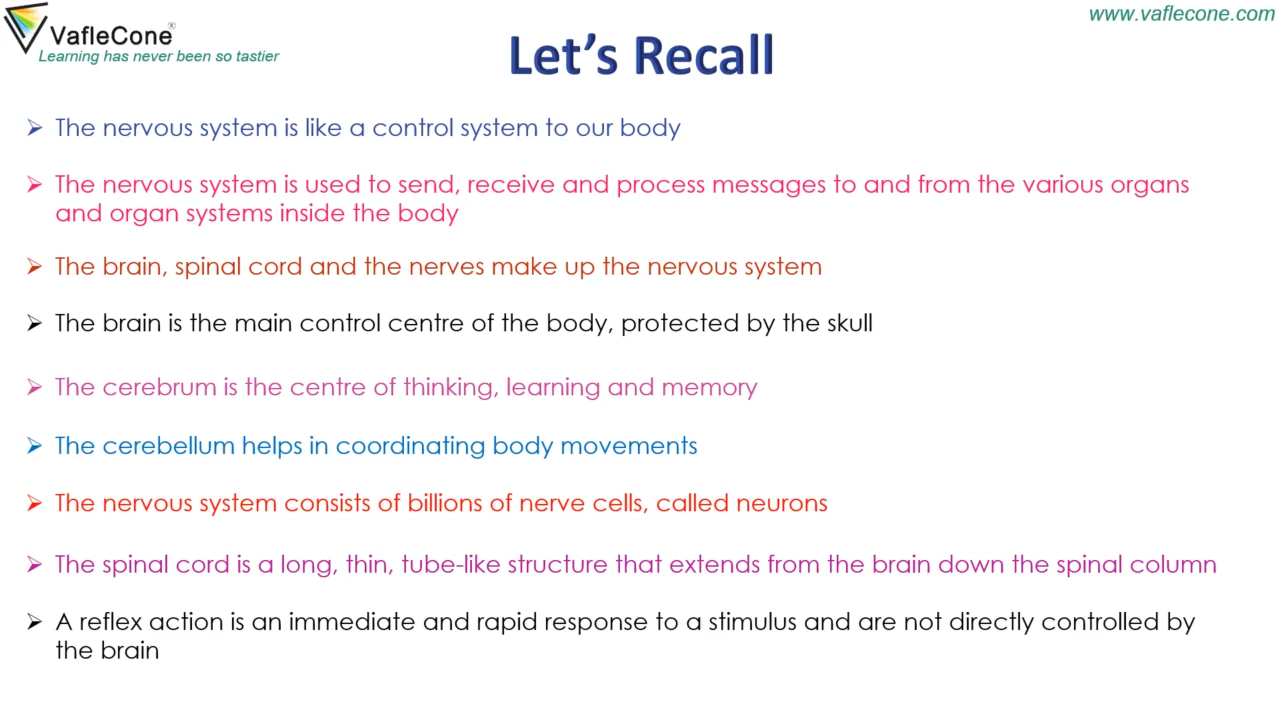 www.vaflecone.com
VafleCone®
Learning has never been so tastier
Let's Recall
➢ The nervous system is like a control system to our body
➢ The nervous system is used to send, receive and process messages to and from the various organs
and organ systems inside the body
➢ The brain, spinal cord and the nerves make up the nervous system
➢ The brain is the main control centre of the body, protected by the skull
➢ The cerebrum is the centre of thinking, learning and memory
➢ The cerebellum helps in coordinating body movements
➢ The nervous system consists of billions of nerve cells, called neurons
➢ The spinal cord is a long, thin, tube-like structure that extends from the brain down the spinal column
➢ A reflex action is an immediate and rapid response to a stimulus and are not directly controlled by
the brain